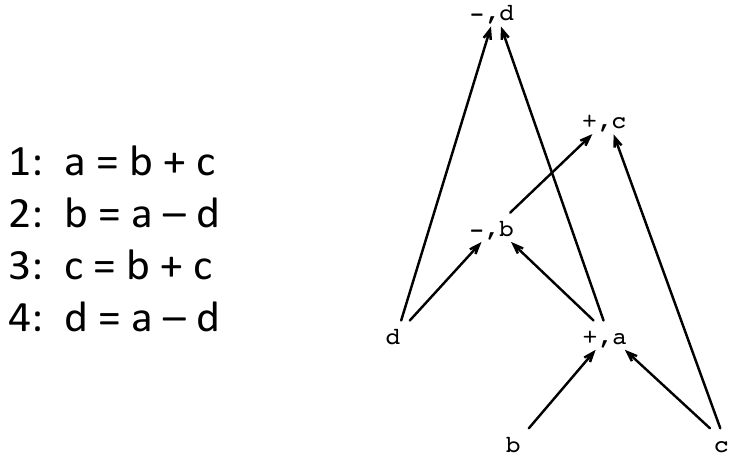 1: a = b + c
2: b = a – d
3: c = b + c
4: d = a – d
-,d
+,c
-,b
d
+,a
b
c